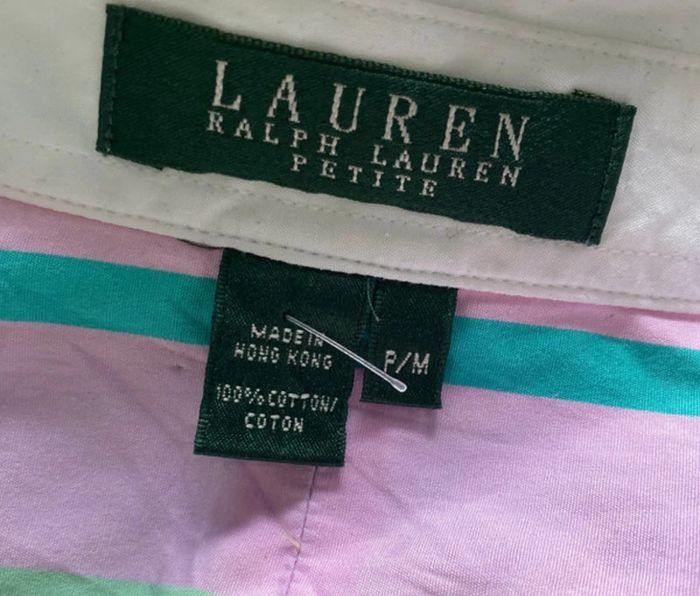 LAUREN
RALPH LAUREN
PETITE
MADE IN
HONG KONG
100% COTTON/
COTON
P/M